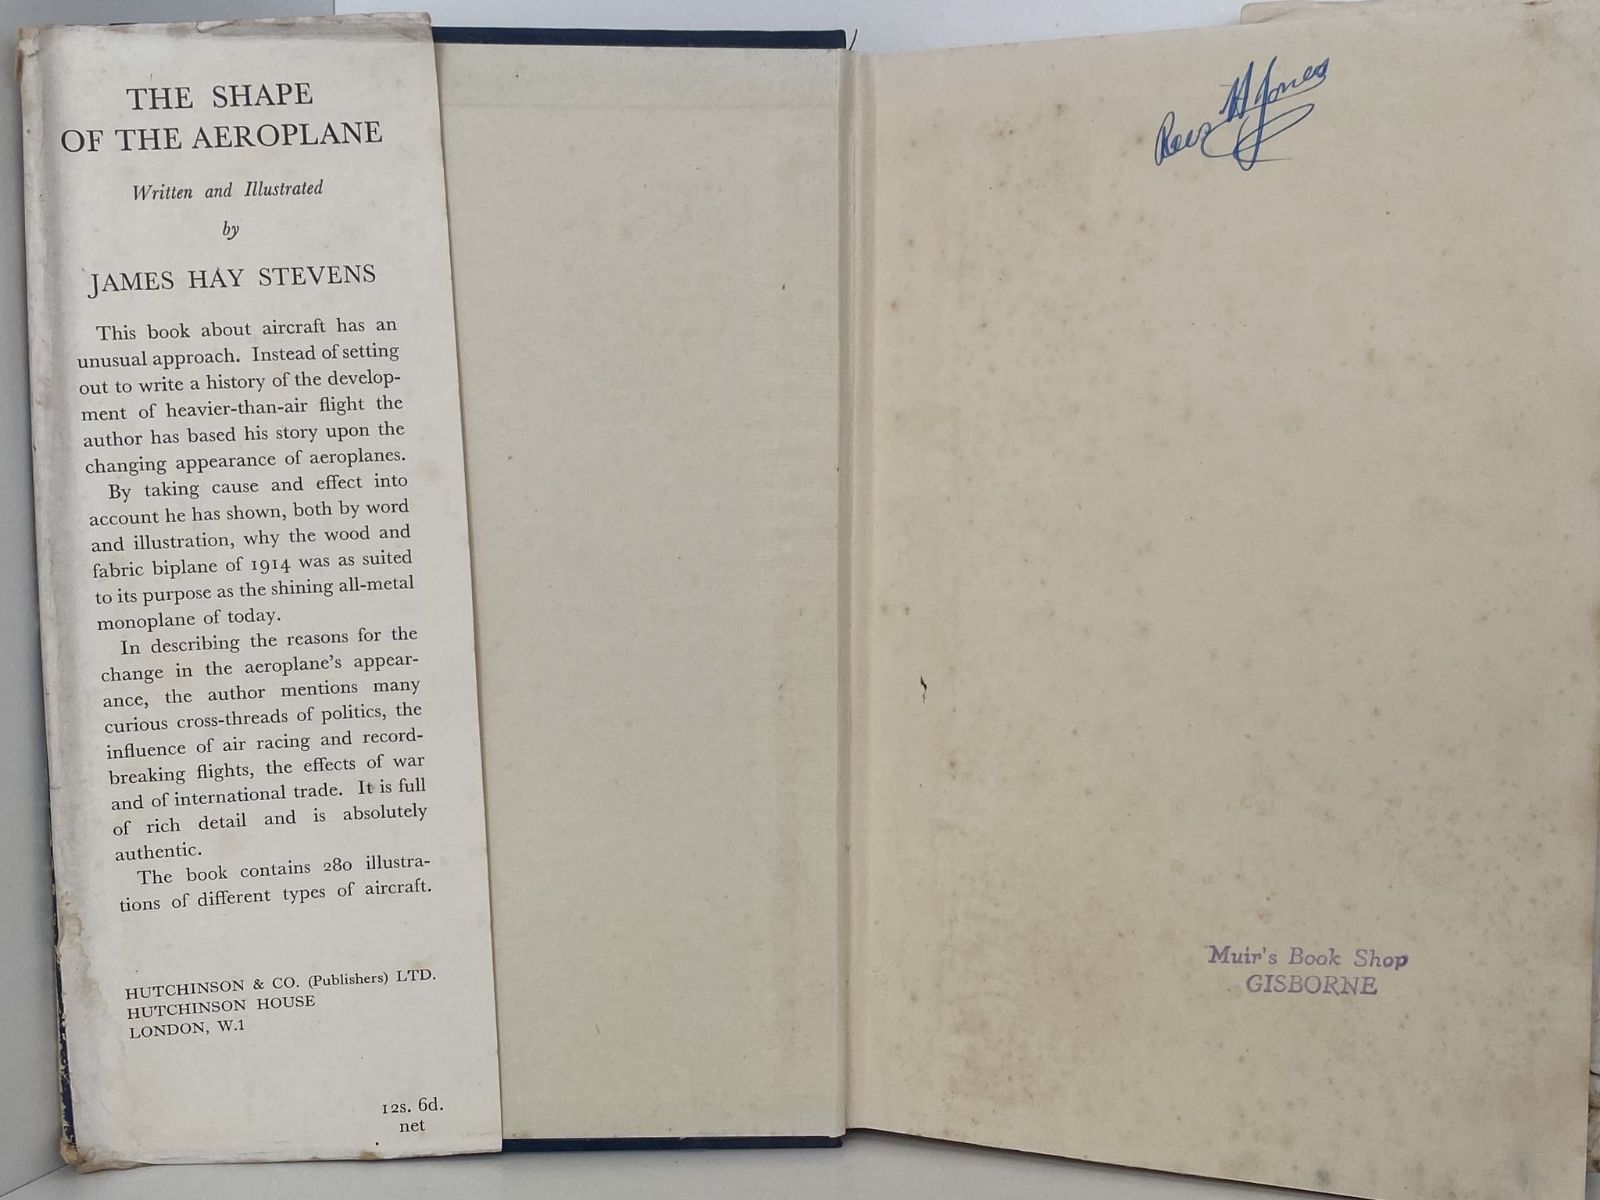 THE SHAPE
OF THE AEROPLANE
Written and Illustrated
by
JAMES HAY STEVENS
This book about aircraft has an
unusual approach. Instead of setting
out to write a history of the develop-
ment of heavier-than-air flight the
author has based his story upon the
changing appearance of aeroplanes.
By taking cause and effect into
account he has shown, both by word
and illustration, why the wood and
fabric biplane of 1914 was as suited
to its purpose as the shining all-metal
monoplane of today.
In describing the reasons for the
change in the aeroplane's appear-
ance, the author mentions many
curious cross-threads of politics, the
influence of air racing and record-
breaking flights, the effects of war
and of international trade. It is full
of rich detail and is absolutely
authentic.
The book contains 280 illustra-
tions of different types of aircraft.
HUTCHINSON & CO. (Publishers) LTD.
HUTCHINSON HOUSE
LONDON, W.1
12s. 6d.
net
Rees H Jones
Muir's Book Shop
GISBORNE